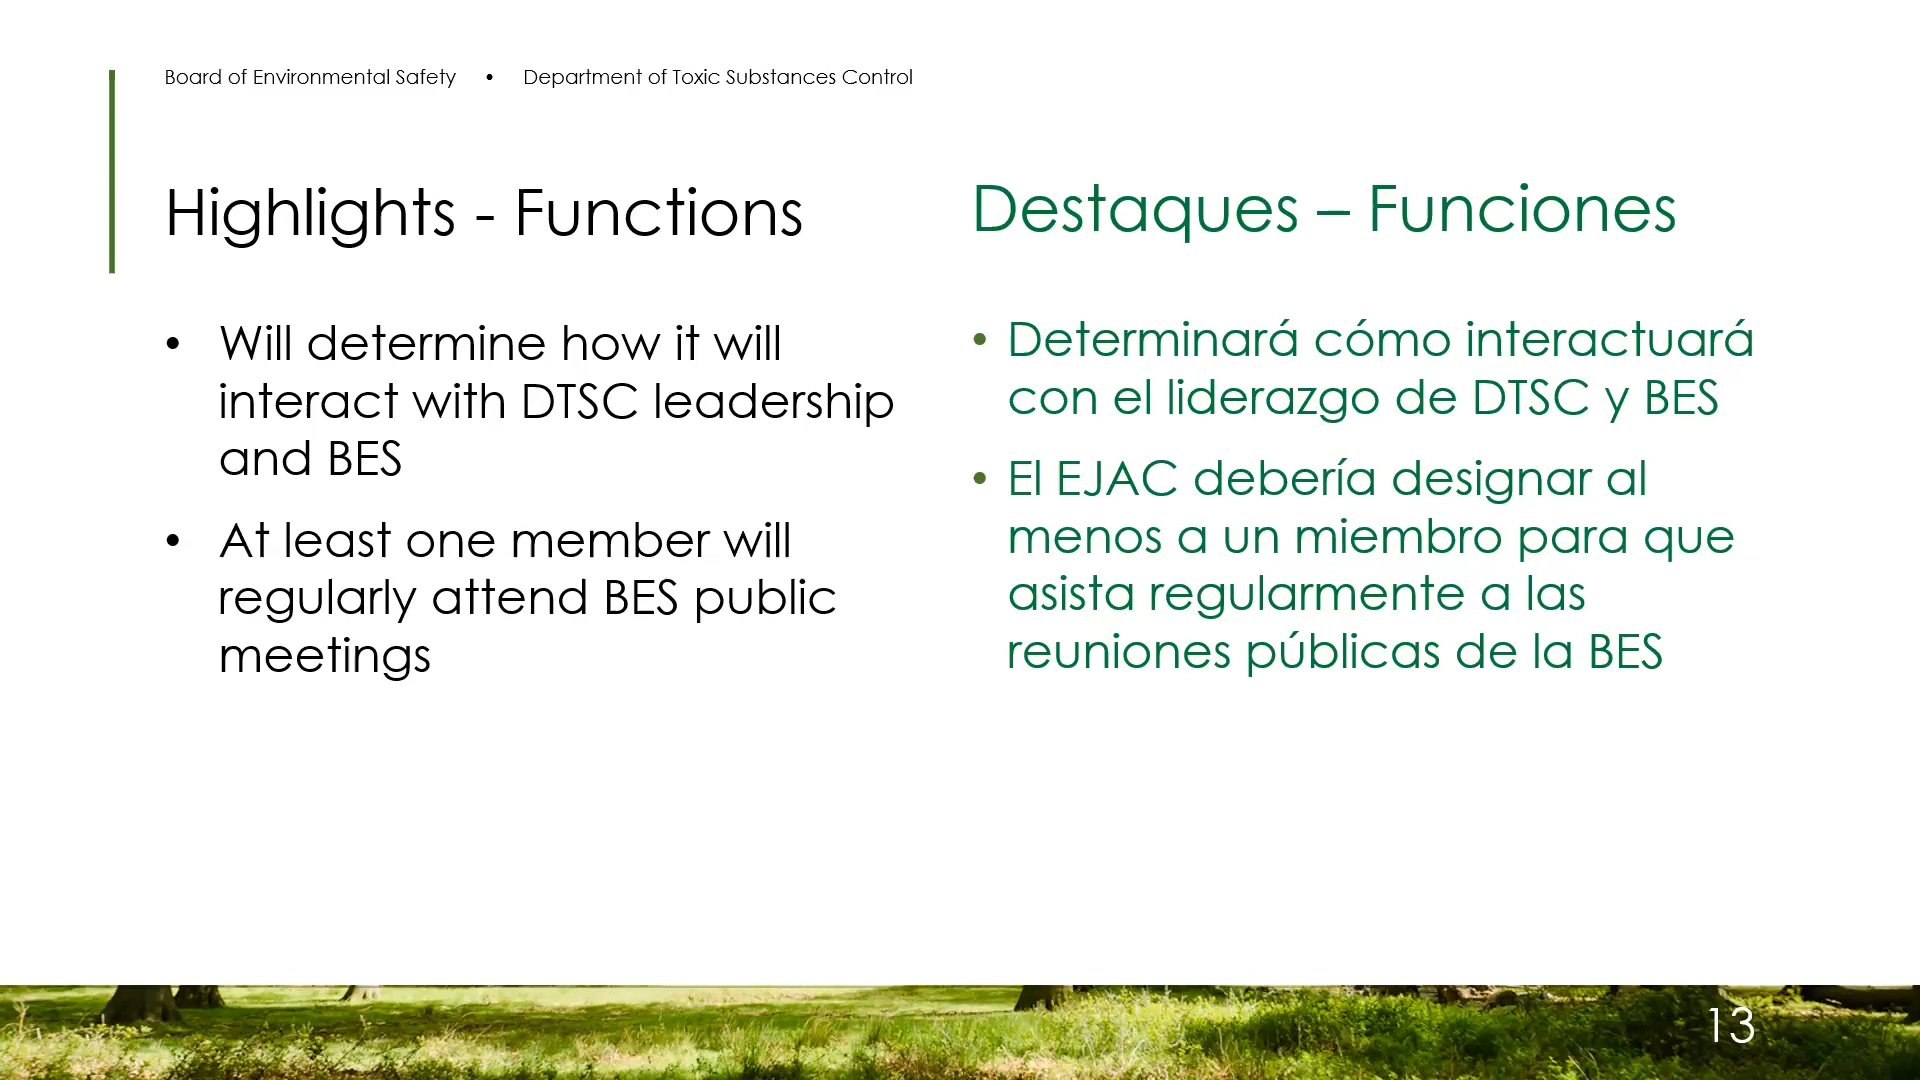 Board of Environmental Safety • Department of Toxic Substances Control
Highlights - Functions
• Will determine how it will
interact with DTSC leadership
and BES
• At least one member will
regularly attend BES public
meetings
Destaques – Funciones
• Determinará cómo interactuará
con el liderazgo de DTSC y BES
• El EJAC debería designar al
menos a un miembro para que
asista regularmente a las
reuniones públicas de la BES
13